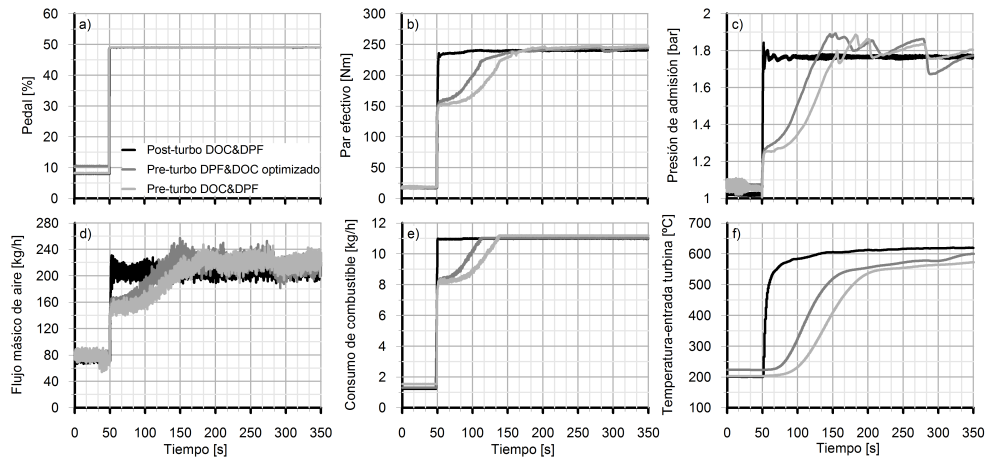 a)
Pedal [%]
60
50
40
30
20
10
0
0 50 100 150 200 250 300 350
Post-turbo DOC&DPF
Pre-turbo DPF&DOC optimizado
Pre-turbo DOC&DPF
b)
Par efectivo [Nm]
300
250
200
150
100
50
0
0 50 100 150 200 250 300 350
c)
Presión de admisión [bar]
2
1.8
1.6
1.4
1.2
1
0 50 100 150 200 250 300 350
d)
Flujo másico de aire [kg/h]
280
240
200
160
120
80
40
0
0 50 100 150 200 250 300 350
Tiempo [s]
e)
Consumo de combustible [kg/h]
12
10
8
6
4
2
0
0 50 100 150 200 250 300 350
Tiempo [s]
f)
Temperatura-entrada turbina [ºC]
700
600
500
400
300
200
100
0 50 100 150 200 250 300 350
Tiempo [s]